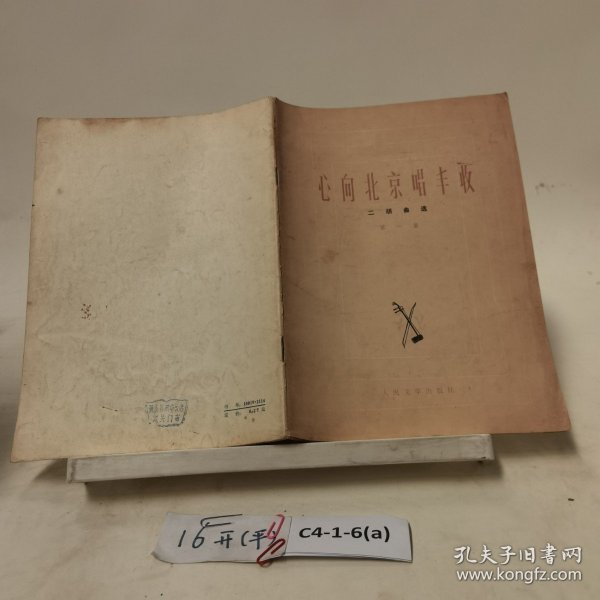 心向北京唱丰收
二胡曲选
第一集
人民文学出版社
16开(平)
C4-1-6(a)
孔夫子旧书网
www.kongfz.com